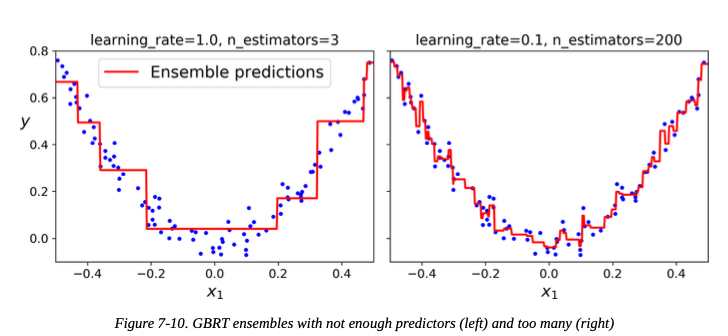 learning_rate=1.0, n_estimators=3
learning_rate=0.1, n_estimators=200
Ensemble predictions
y
0.8
0.6
0.4
0.2
0.0
−0.4 −0.2 0.0 0.2 0.4
−0.4 −0.2 0.0 0.2 0.4
x1
x1
Figure 7-10. GBRT ensembles with not enough predictors (left) and too many (right)